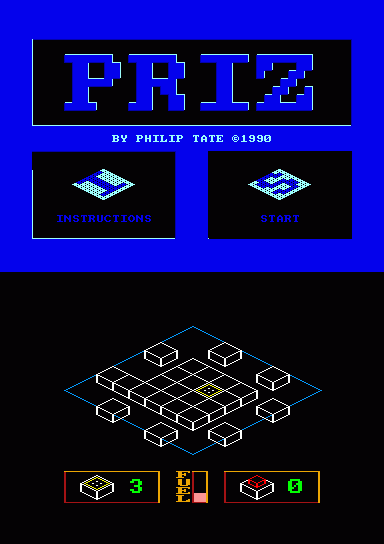 PRIZ
BY PHILIP TATE ©1990
I S
INSTRUCTIONS START
3 FUEL 0